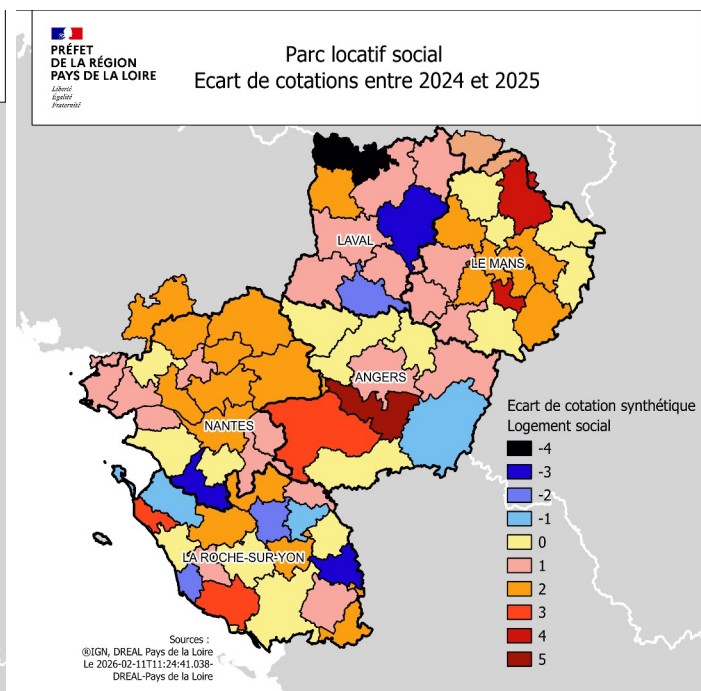 PRÉFET
DE LA RÉGION
PAYS DE LA LOIRE
Liberté
Égalité
Fraternité
Parc locatif social
Ecart de cotations entre 2024 et 2025
LAVAL
LE MANS
ANGERS
NANTES
LA ROCHE-SUR-YON
Ecart de cotation synthétique
Logement social
-4
-3
-2
-1
0
1
2
3
4
5
Sources :
®IGN, DREAL Pays de la Loire
Le 2026-02-11T11:24:41.038-
DREAL-Pays de la Loire